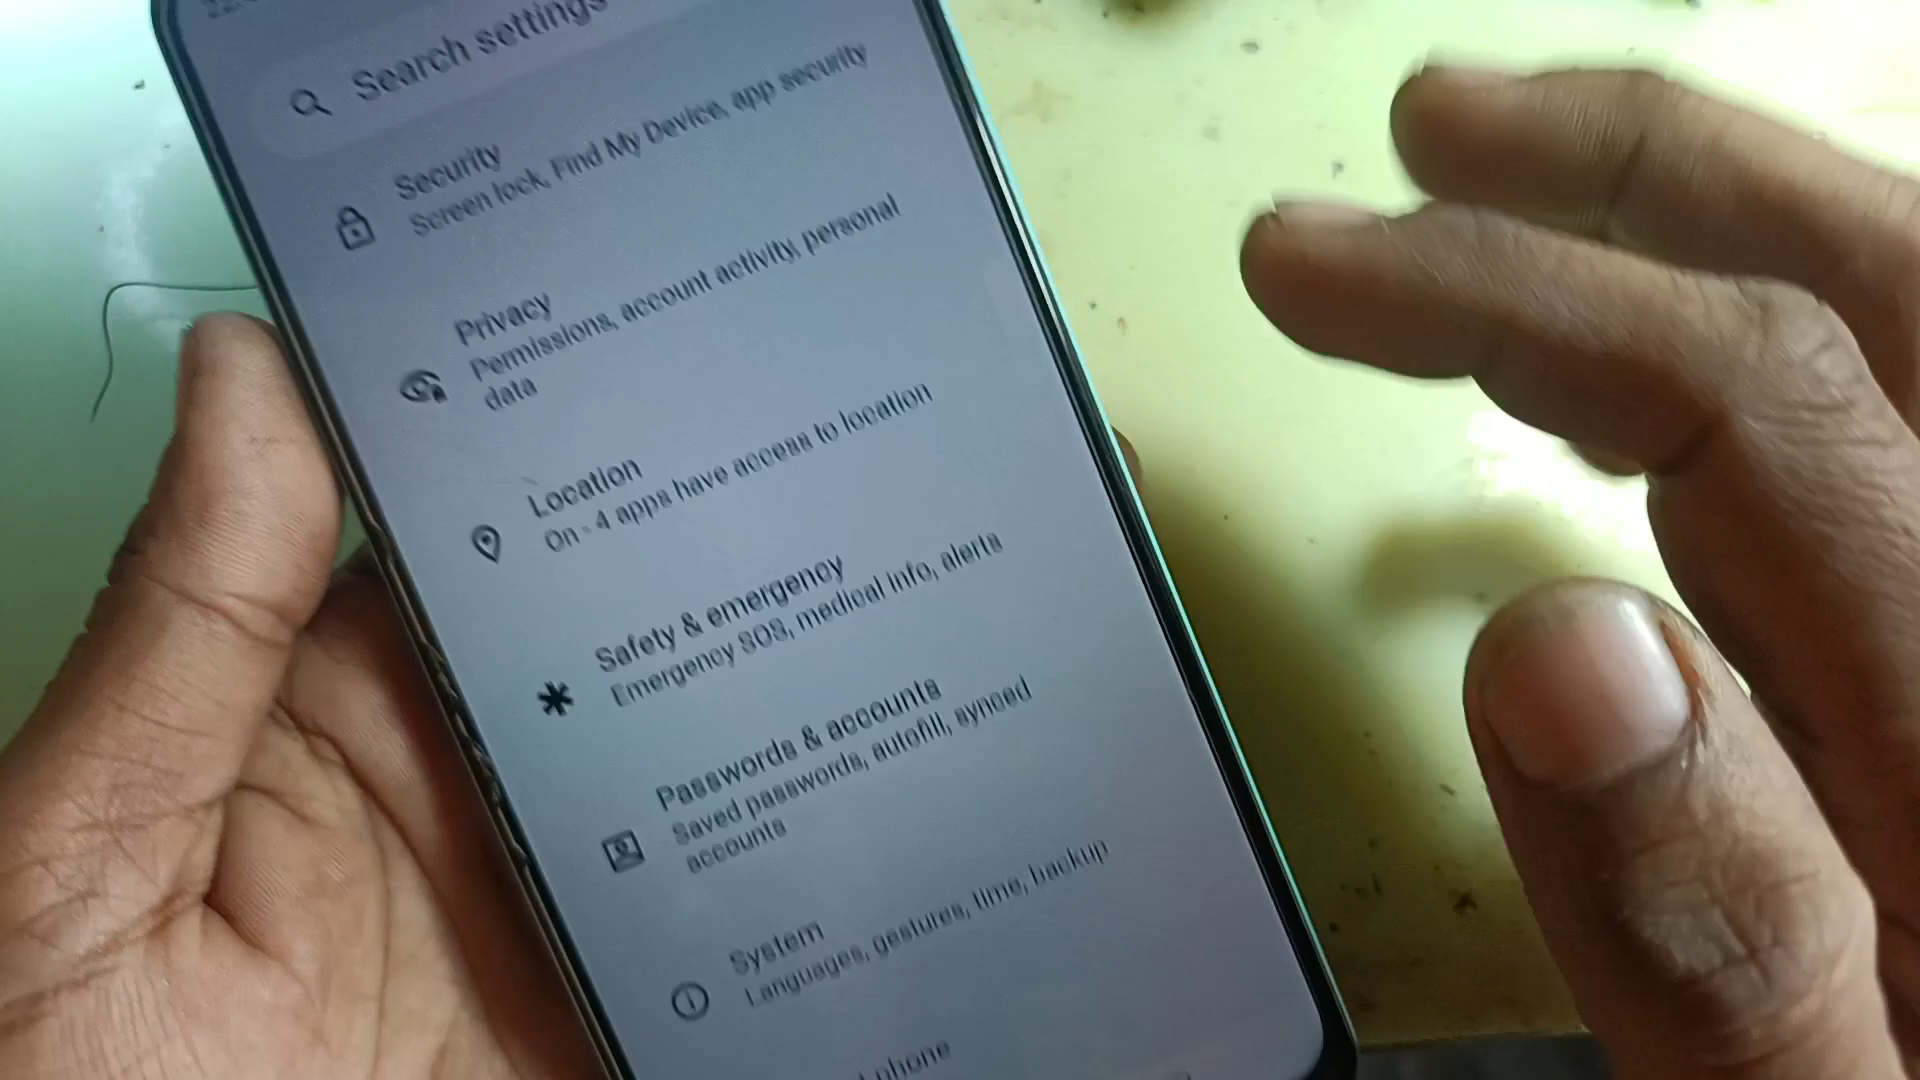 Search settings
Security
Screen lock, Find My Device, app security
Privacy
Permissions, account activity, personal
data
Location
On - 4 apps have access to location
Safety & emergency
Emergency SOS, medical info, alerts
Passwords & accounts
Saved passwords, autofill, synced
accounts
System
Languages, gestures, time, backup
phone